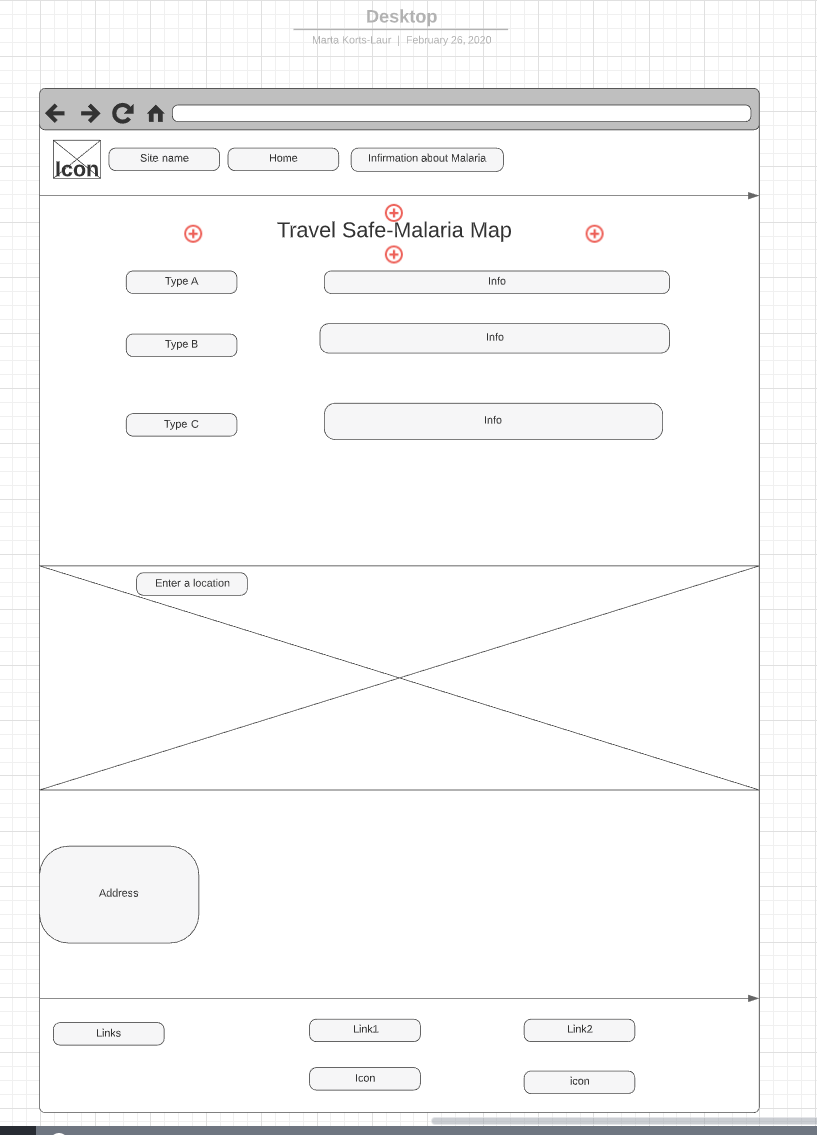 Desktop
Marta Korts-Laur | February 26, 2020
Icon
Site name
Home
Infirmation about Malaria
Travel Safe-Malaria Map
Type A
Info
Type B
Info
Type C
Info
Enter a location
Address
Links
Link1
Link2
Icon
icon